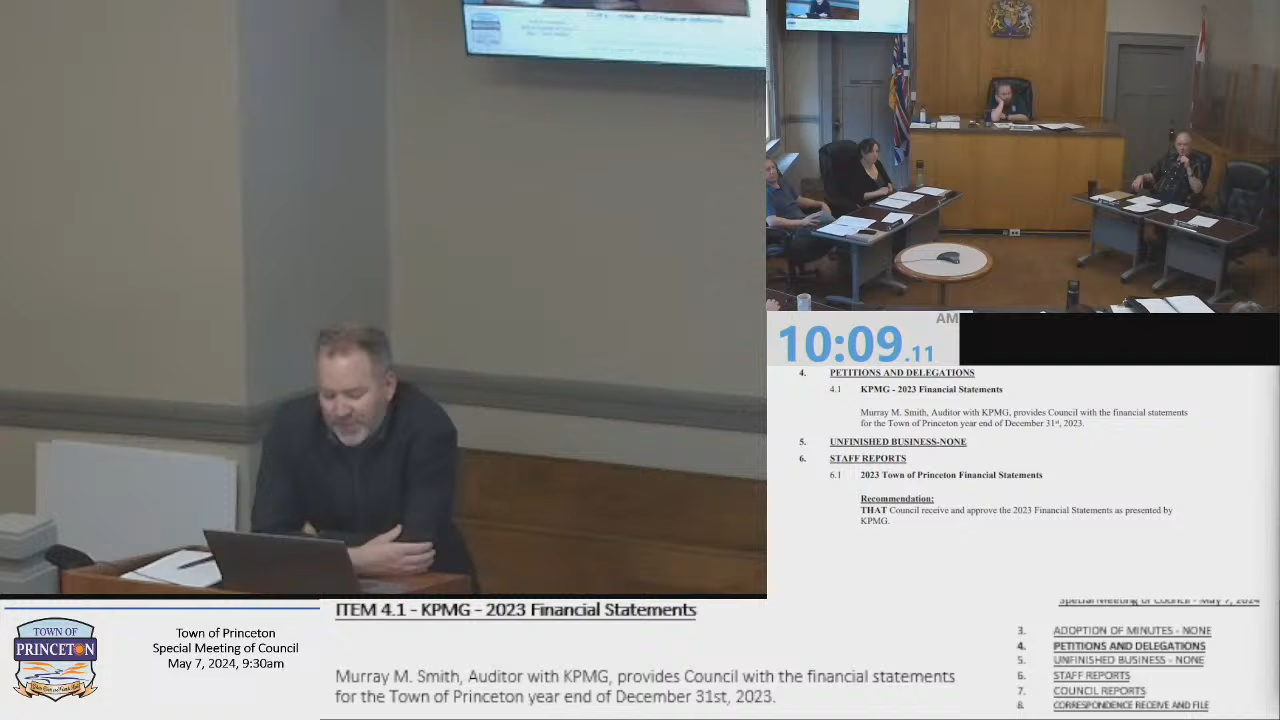 AM
10:09.11
4. PETITIONS AND DELEGATIONS
4.1 KPMG - 2023 Financial Statements
Murray M. Smith, Auditor with KPMG, provides Council with the financial statements
for the Town of Princeton year end of December 31st, 2023.
5. UNFINISHED BUSINESS-NONE
6. STAFF REPORTS
6.1 2023 Town of Princeton Financial Statements
Recommendation:
THAT Council receive and approve the 2023 Financial Statements as presented by
KPMG.
TOWN OF
PRINCETON
Town of Princeton
Special Meeting of Council
May 7, 2024, 9:30am
ITEM 4.1 - KPMG - 2023 Financial Statements
Murray M. Smith, Auditor with KPMG, provides Council with the financial statements
for the Town of Princeton year end of December 31st, 2023.
Special Meeting of Council - May 7, 2024
3. ADOPTION OF MINUTES - NONE
4. PETITIONS AND DELEGATIONS
5. UNFINISHED BUSINESS - NONE
6. STAFF REPORTS
7. COUNCIL REPORTS
8. CORRESPONDENCE RECEIVE AND FILE